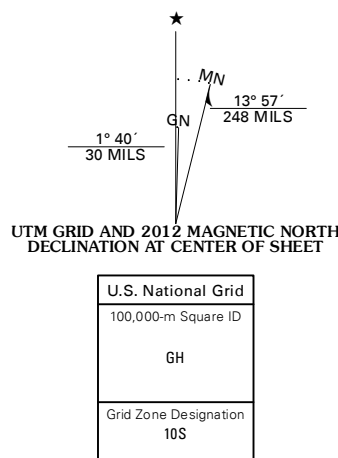 MN
GN
13° 57´
248 MILS
1° 40´
30 MILS
UTM GRID AND 2012 MAGNETIC NORTH
DECLINATION AT CENTER OF SHEET
U.S. National Grid
100,000-m Square ID
GH
Grid Zone Designation
10S